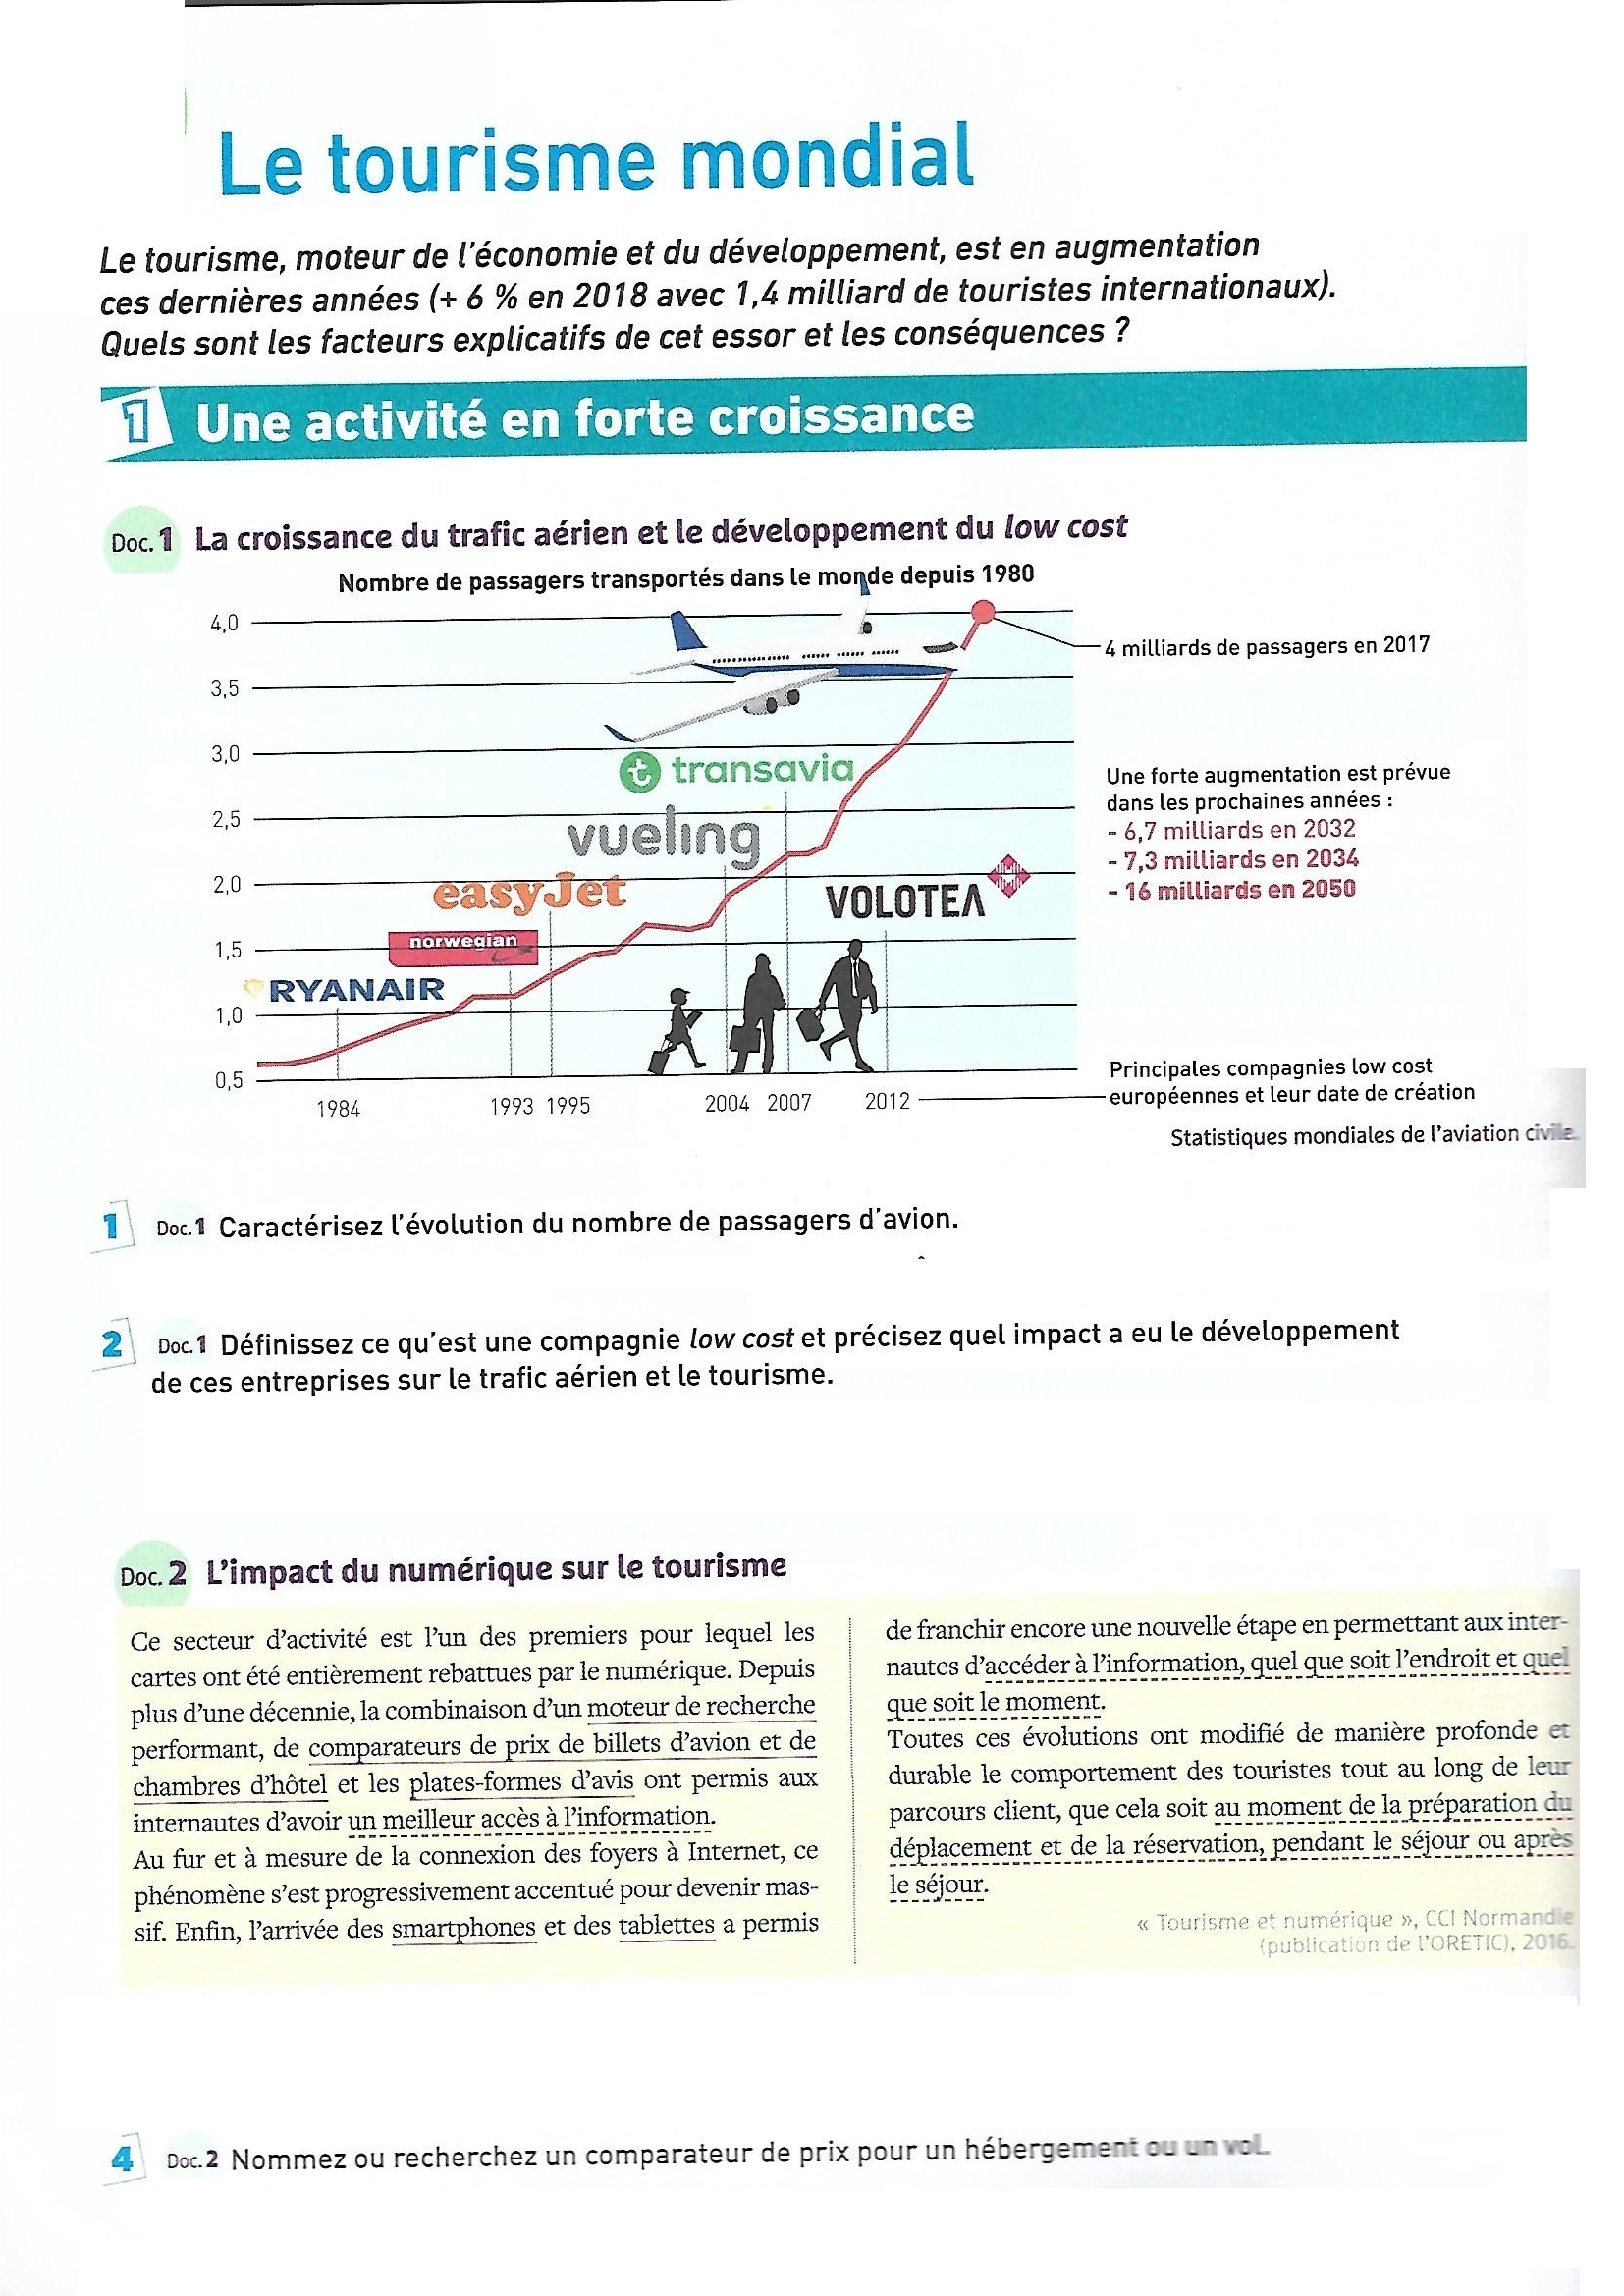 Le tourisme mondial
Le tourisme, moteur de l'économie et du développement, est en augmentation
ces dernières années (+ 6 % en 2018 avec 1,4 milliard de touristes internationaux).
Quels sont les facteurs explicatifs de cet essor et les conséquences ?
1 Une activité en forte croissance
Doc. 1 La croissance du trafic aérien et le développement du low cost
Nombre de passagers transportés dans le monde depuis 1980
4,0
4 milliards de passagers en 2017
3,5
3,0
transavia
Une forte augmentation est prévue
dans les prochaines années :
- 6,7 milliards en 2032
- 7,3 milliards en 2034
- 16 milliards en 2050
2,5
vueling
2,0
easyJet
VOLOTEA
1,5
norwegian
RYANAIR
1,0
0,5
1984 1993 1995 2004 2007 2012
Principales compagnies low cost
européennes et leur date de création
Statistiques mondiales de l'aviation civile.
1 Doc.1 Caractérisez l'évolution du nombre de passagers d'avion.
2 Doc.1 Définissez ce qu'est une compagnie low cost et précisez quel impact a eu le développement
de ces entreprises sur le trafic aérien et le tourisme.
Doc. 2 L'impact du numérique sur le tourisme
Ce secteur d'activité est l'un des premiers pour lequel les
cartes ont été entièrement rebattues par le numérique. Depuis
plus d'une décennie, la combinaison d'un moteur de recherche
performant, de comparateurs de prix de billets d'avion et de
chambres d'hôtel et les plates-formes d'avis ont permis aux
internautes d'avoir un meilleur accès à l'information.
Au fur et à mesure de la connexion des foyers à Internet, ce
phénomène s'est progressivement accentué pour devenir mas-
sif. Enfin, l'arrivée des smartphones et des tablettes a permis
de franchir encore une nouvelle étape en permettant aux inter-
nautes d'accéder à l'information, quel que soit l'endroit et quel
que soit le moment.
Toutes ces évolutions ont modifié de manière profonde et
durable le comportement des touristes tout au long de leur
parcours client, que cela soit au moment de la préparation du
déplacement et de la réservation, pendant le séjour ou après
le séjour.
« Tourisme et numérique », CCI Normandie
(publication de l'ORETIC), 2016.
4 Doc.2 Nommez ou recherchez un comparateur de prix pour un hébergement ou un vol.